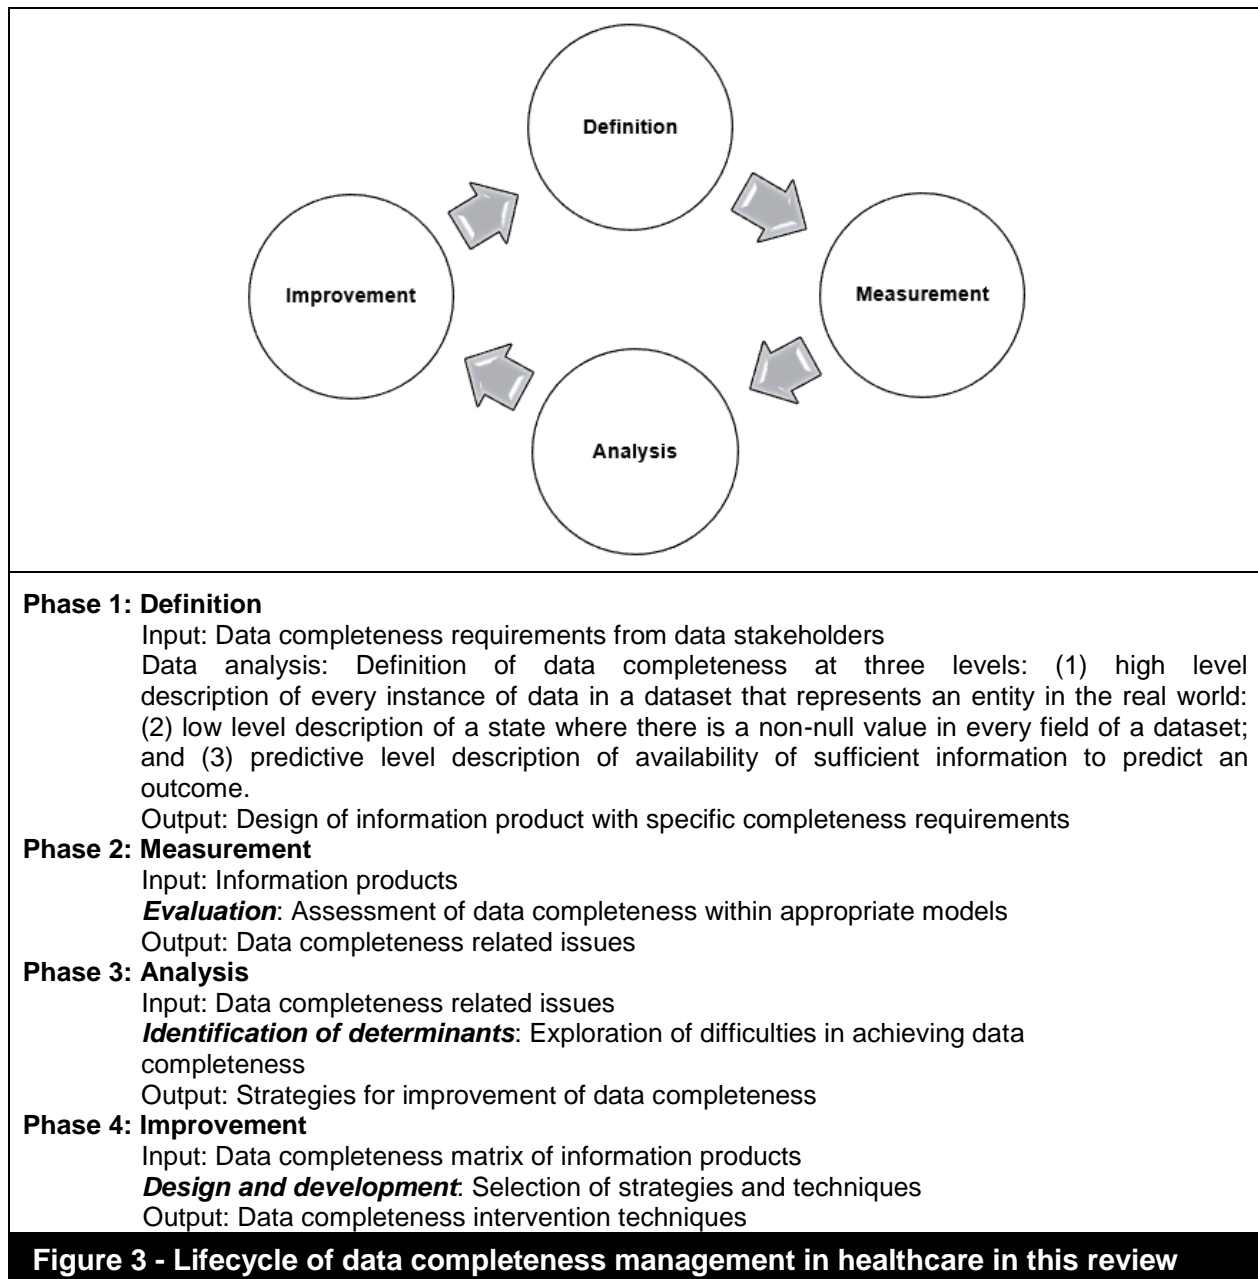 Definition
Improvement
Measurement
Analysis
Phase 1: Definition
Input: Data completeness requirements from data stakeholders
Data analysis: Definition of data completeness at three levels: (1) high level
description of every instance of data in a dataset that represents an entity in the real world:
(2) low level description of a state where there is a non-null value in every field of a dataset;
and (3) predictive level description of availability of sufficient information to predict an
outcome.
Output: Design of information product with specific completeness requirements
Phase 2: Measurement
Input: Information products
Evaluation: Assessment of data completeness within appropriate models
Output: Data completeness related issues
Phase 3: Analysis
Input: Data completeness related issues
Identification of determinants: Exploration of difficulties in achieving data
completeness
Output: Strategies for improvement of data completeness
Phase 4: Improvement
Input: Data completeness matrix of information products
Design and development: Selection of strategies and techniques
Output: Data completeness intervention techniques
Figure 3 - Lifecycle of data completeness management in healthcare in this review